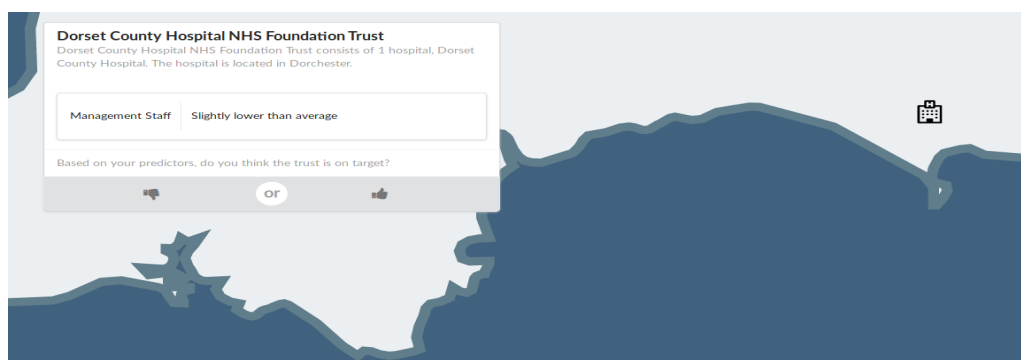 Dorset County Hospital NHS Foundation Trust
Dorset County Hospital NHS Foundation Trust consists of 1 hospital, Dorset
County Hospital. The hospital is located in Dorchester.
Management Staff Slightly lower than average
Based on your predictors, do you think the trust is on target?
or
H